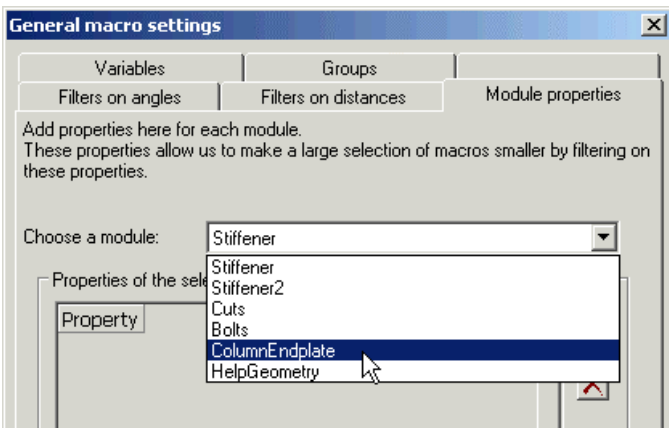 General macro settings
Variables
Groups
Filters on angles
Filters on distances
Module properties
Add properties here for each module.
These properties allow us to make a large selection of macros smaller by filtering on
these properties.
Choose a module:
Stiffener
Stiffener
Properties of the sele
Stiffener2
Cuts
Property
Bolts
ColumnEndplate
HelpGeometry